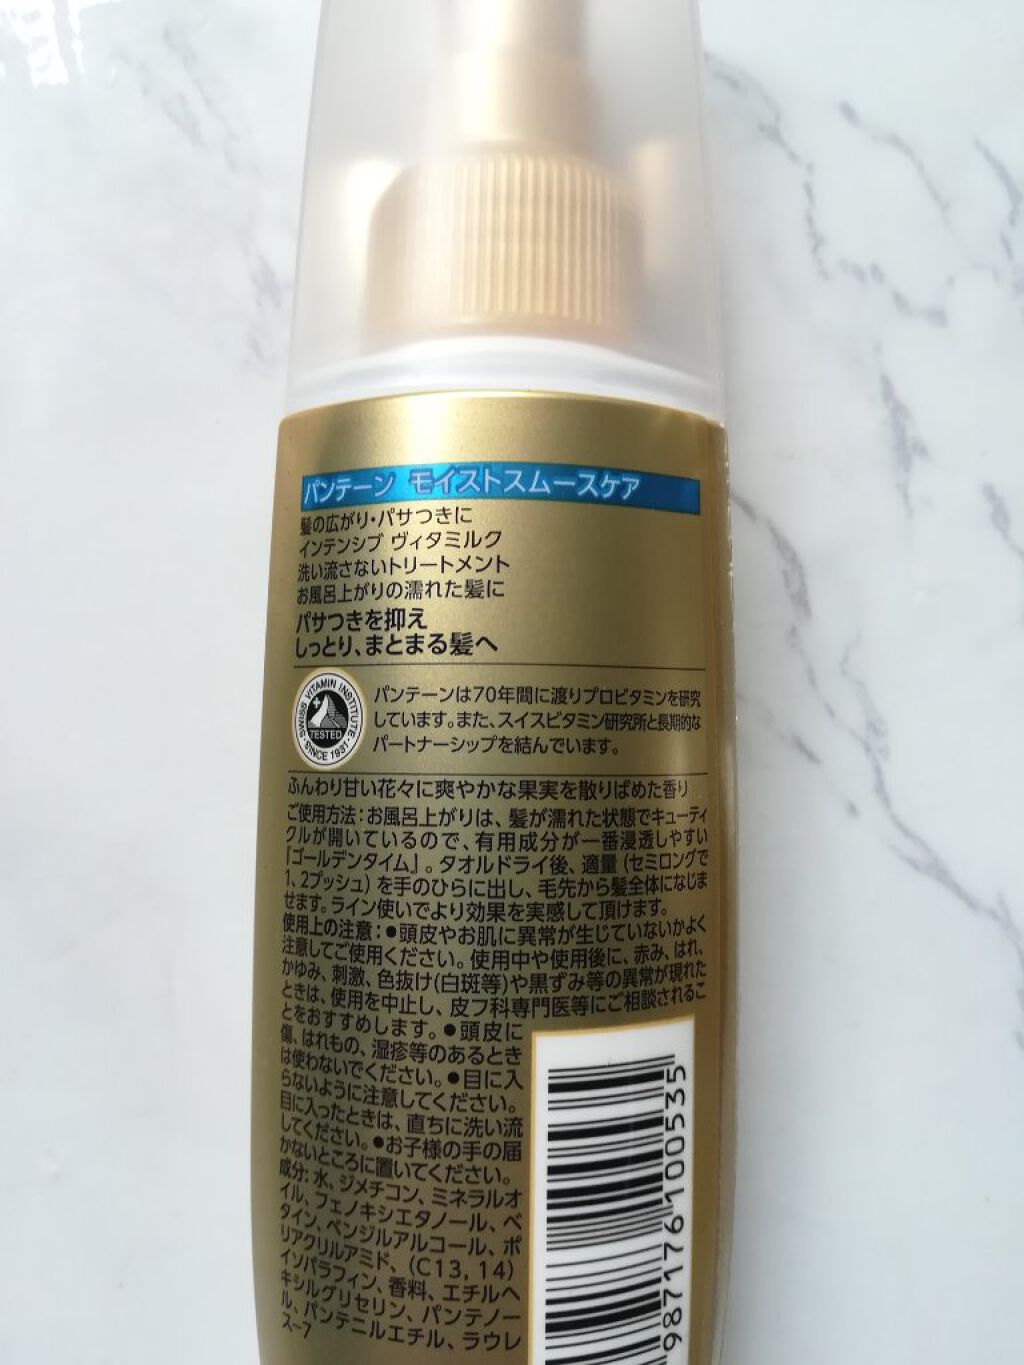 パンテーン モイストスムースケア
髪の広がり・パサつきに
インテンシブ ヴィタミルク
洗い流さないトリートメント
お風呂上がりの濡れた髪に
パサつきを抑え
しっとり、まとまる髪へ
SWISS VITAMIN INSTITUTE
TESTED
SINCE 1931
パンテーンは70年間に渡りプロビタミンを研究
しています。また、スイスビタミン研究所と長期的な
パートナーシップを結んでいます。
ふんわり甘い花々に爽やかな果実を散りばめた香り
ご使用方法：お風呂上がりは、髪が濡れた状態でキューティ
クルが開いているので、有用成分が一番浸透しやすい
『ゴールデンタイム』。タオルドライ後、適量（セミロングで
1、2プッシュ）を手のひらに出し、毛先から髪全体になじま
せます。ライン使いでより効果を実感して頂けます。
使用上の注意：●頭皮やお肌に異常が生じていないかよく
注意してご使用ください。使用中や使用後に、赤み、はれ、
かゆみ、刺激、色抜け(白斑等)や黒ずみ等の異常が現れた
ときは、使用を中止し、皮フ科専門医等にご相談されるこ
とをおすすめします。●頭皮に
傷、はれもの、湿疹等のあるとき
は使わないでください。●目に入
らないように注意してください。
目に入ったときは、直ちに洗い流
してください。●お子様の手の届
かないところに置いてください。
成分：水、ジメチコン、ミネラルオ
イル、フェノキシエタノール、ベ
タイン、ベンジルアルコール、ポ
リアクリルアミド、（C13, 14）
イソパラフィン、香料、エチルヘ
キシルグリセリン、パンテノー
ル、パンテニルエチル、ラウレ
ス-7
987176100535